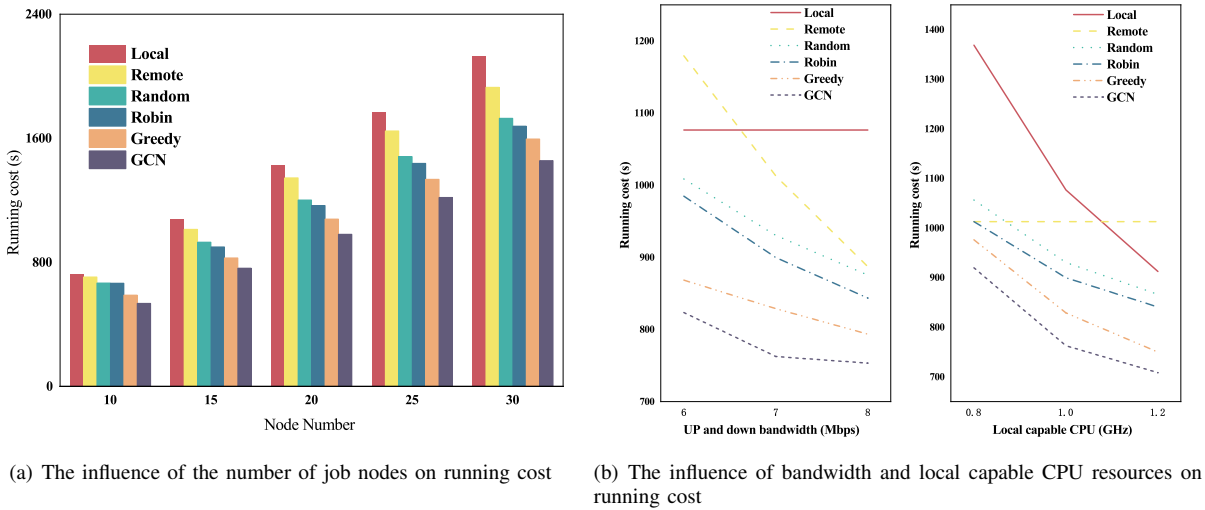 2400
1600
800
0
Running cost (s)
Local
Remote
Random
Robin
Greedy
GCN
10 15 20 25 30
Node Number
(a) The influence of the number of job nodes on running cost
1200
1100
1000
900
800
700
Running cost (s)
Local
Remote
Random
Robin
Greedy
GCN
6 7 8
UP and down bandwidth (Mbps)
1400
1300
1200
1100
1000
900
800
700
Running cost (s)
Local
Remote
Random
Robin
Greedy
GCN
0.8 1.0 1.2
Local capable CPU (GHz)
(b) The influence of bandwidth and local capable CPU resources on
running cost